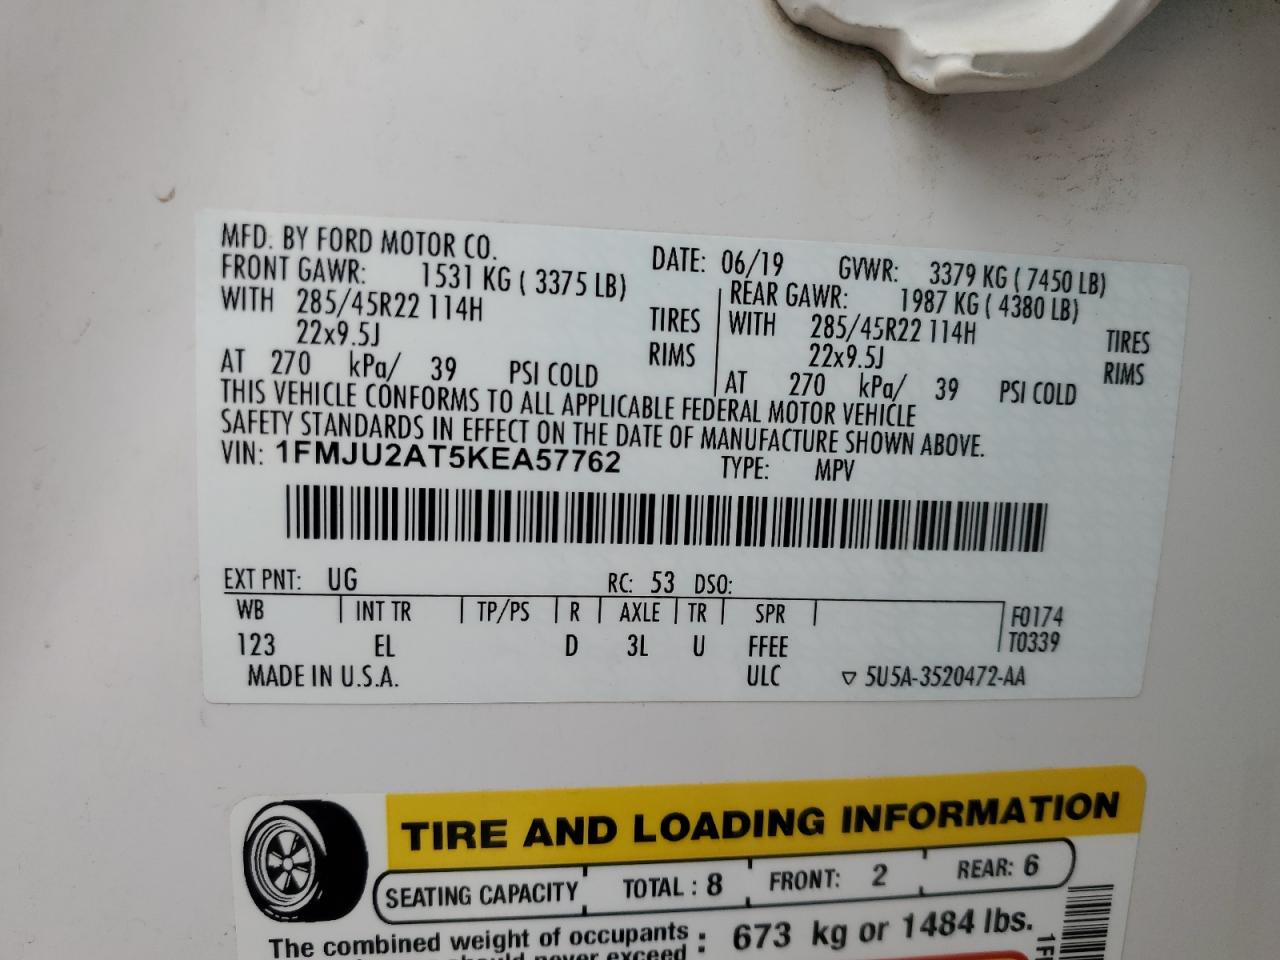 MFD. BY FORD MOTOR CO.
DATE: 06/19 GVWR: 3379 KG ( 7450 LB)
FRONT GAWR: 1531 KG ( 3375 LB)
WITH 285/45R22 114H TIRES
22x9.5J RIMS
AT 270 kPa/ 39 PSI COLD
REAR GAWR: 1987 KG ( 4380 LB)
WITH 285/45R22 114H TIRES
22x9.5J RIMS
AT 270 kPa/ 39 PSI COLD
THIS VEHICLE CONFORMS TO ALL APPLICABLE FEDERAL MOTOR VEHICLE
SAFETY STANDARDS IN EFFECT ON THE DATE OF MANUFACTURE SHOWN ABOVE.
VIN: 1FMJU2AT5KEA57762 TYPE: MPV
EXT PNT: UG RC: 53 DSO:
WB INT TR TP/PS R AXLE TR SPR F0174
123 EL D 3L U FFEE T0339
MADE IN U.S.A. ULC ▽ 5U5A-3520472-AA
TIRE AND LOADING INFORMATION
SEATING CAPACITY TOTAL : 8 FRONT: 2 REAR: 6
The combined weight of occupants : 673 kg or 1484 lbs.
should never exceed